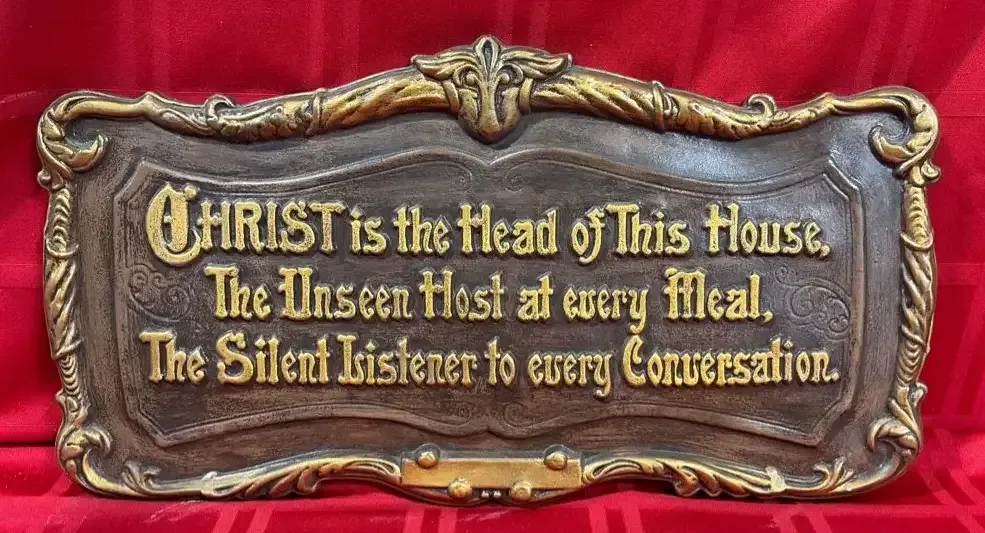 CHRIST is the Head of This House,
The Unseen Host at every Meal,
The Silent Listener to every Conversation.